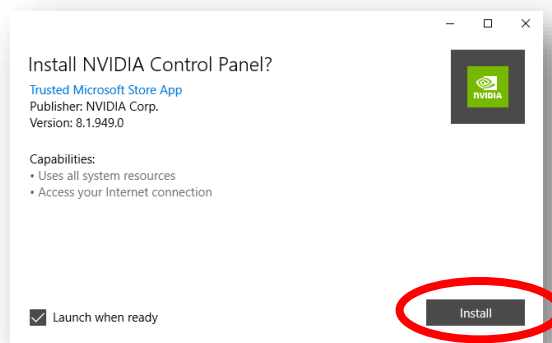 Install NVIDIA Control Panel?
Trusted Microsoft Store App
Publisher: NVIDIA Corp.
Version: 8.1.949.0
NVIDIA
Capabilities:
• Uses all system resources
• Access your Internet connection
Launch when ready
Install